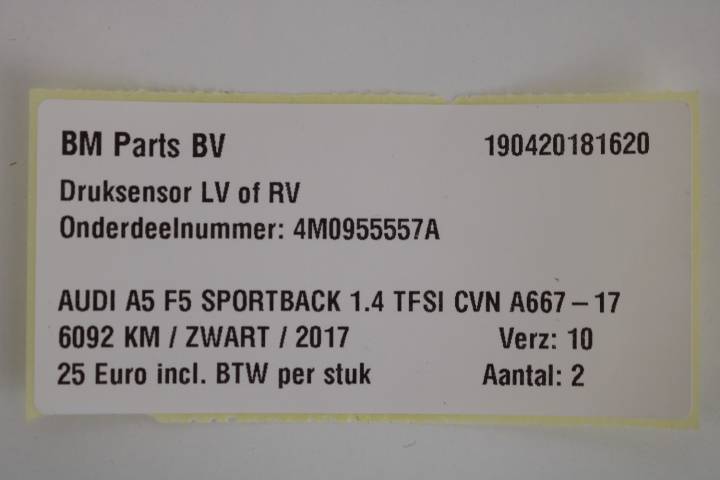 BM Parts BV 190420181620
Druksensor LV of RV
Onderdeelnummer: 4M0955557A
AUDI A5 F5 SPORTBACK 1.4 TFSI CVN A667 – 17
6092 KM / ZWART / 2017 Verz: 10
25 Euro incl. BTW per stuk Aantal: 2